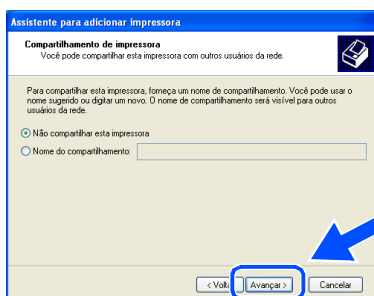 Assistente para adicionar impressora
Compartilhamento de impressora
Você pode compartilhar esta impressora com outros usuários da rede.
Para compartilhar esta impressora, forneça um nome de compartilhamento. Você pode usar o
nome sugerido ou digitar um novo. O nome de compartilhamento será visível para outros
usuários da rede.
Não compartilhar esta impressora
Nome do compartilhamento:
< Volta Avançar > Cancelar